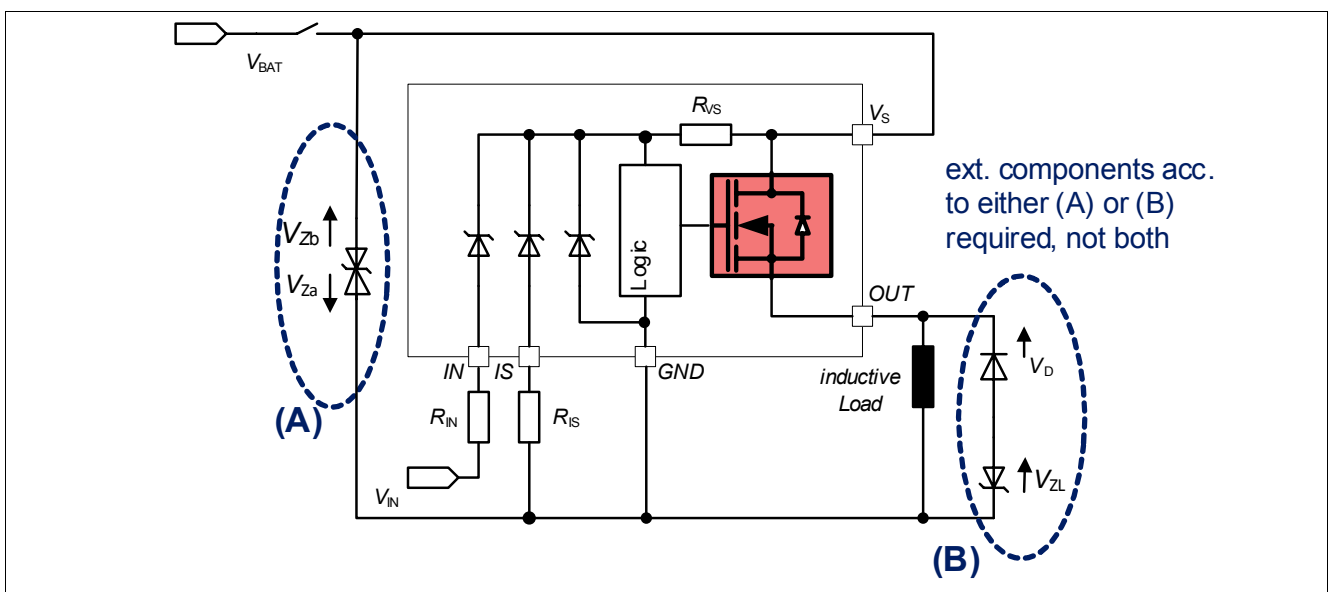 VBAT
RVS
VS
ext. components acc.
to either (A) or (B)
required, not both
VZb
VZa
Logic
OUT
IN
IS
GND
inductive
Load
VD
(A)
RIN
RIS
VZL
VIN
(B)